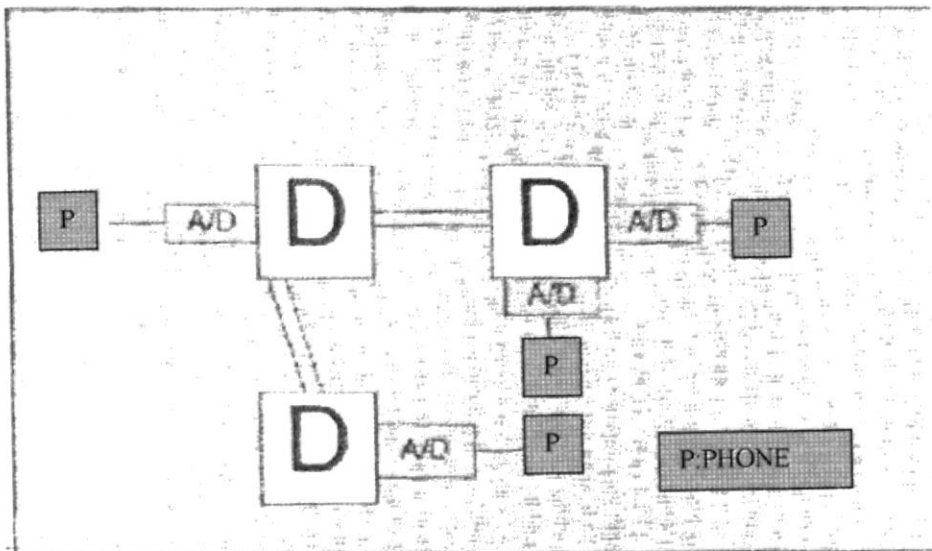 P A/D D D A/D P
A/D
P
D A/D P
P:PHONE